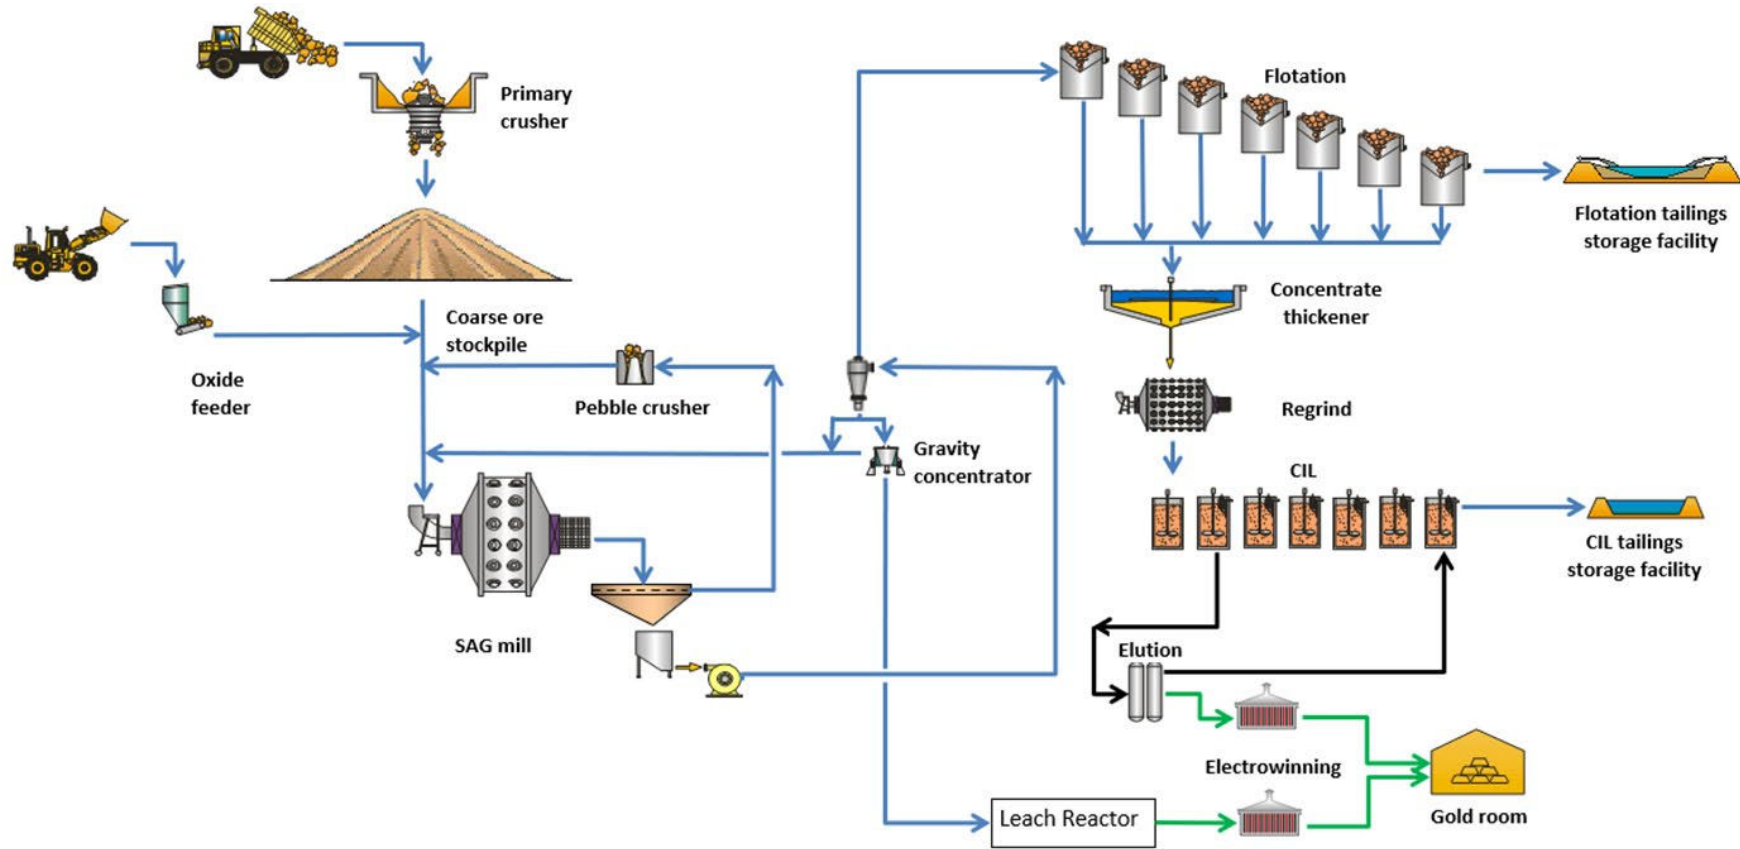 Primary
crusher
Flotation
Flotation tailings
storage facility
Coarse ore
stockpile
Oxide
feeder
Pebble crusher
Concentrate
thickener
Regrind
Gravity
concentrator
CIL
CIL tailings
storage facility
SAG mill
Elution
Electrowinning
Leach Reactor
Gold room